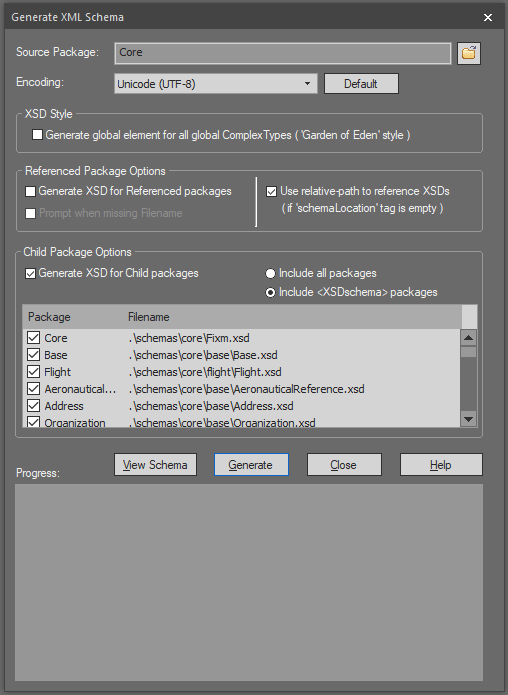 Generate XML Schema
Source Package: Core
Encoding: Unicode (UTF-8) Default
XSD Style
Generate global element for all global ComplexTypes ( 'Garden of Eden' style )
Referenced Package Options
Generate XSD for Referenced packages
Prompt when missing Filename
Use relative-path to reference XSDs
( if 'schemaLocation' tag is empty )
Child Package Options
Generate XSD for Child packages
Include all packages
Include <XSDschema> packages
Package Filename
Core .\schemas\core\Fixm.xsd
Base .\schemas\core\base\Base.xsd
Flight .\schemas\core\flight\Flight.xsd
Aeronautical... .\schemas\core\base\AeronauticalReference.xsd
Address .\schemas\core\base\Address.xsd
Organization .\schemas\core\base\Organization.xsd
View Schema Generate Close Help
Progress: